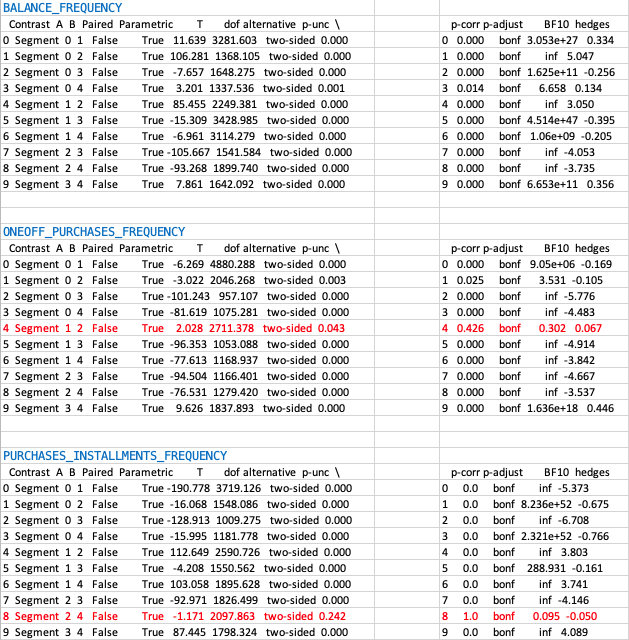 BALANCE_FREQUENCY
Contrast A B Paired Parametric T dof alternative p-unc \ p-corr p-adjust BF10 hedges
0 Segment 0 1 False True 11.639 3281.603 two-sided 0.000 0 0.000 bonf 3.053e+27 0.334
1 Segment 0 2 False True 106.281 1368.105 two-sided 0.000 1 0.000 bonf inf 5.047
2 Segment 0 3 False True -7.657 1648.275 two-sided 0.000 2 0.000 bonf 1.625e+11 -0.256
3 Segment 0 4 False True 3.201 1337.536 two-sided 0.001 3 0.014 bonf 6.658 0.134
4 Segment 1 2 False True 85.455 2249.381 two-sided 0.000 4 0.000 bonf inf 3.050
5 Segment 1 3 False True -15.309 3428.985 two-sided 0.000 5 0.000 bonf 4.514e+47 -0.395
6 Segment 1 4 False True -6.961 3114.279 two-sided 0.000 6 0.000 bonf 1.06e+09 -0.205
7 Segment 2 3 False True -105.667 1541.584 two-sided 0.000 7 0.000 bonf inf -4.053
8 Segment 2 4 False True -93.268 1899.740 two-sided 0.000 8 0.000 bonf inf -3.735
9 Segment 3 4 False True 7.861 1642.092 two-sided 0.000 9 0.000 bonf 6.653e+11 0.356
ONEOFF_PURCHASES_FREQUENCY
Contrast A B Paired Parametric T dof alternative p-unc \ p-corr p-adjust BF10 hedges
0 Segment 0 1 False True -6.269 4880.288 two-sided 0.000 0 0.000 bonf 9.05e+06 -0.169
1 Segment 0 2 False True -3.022 2046.268 two-sided 0.003 1 0.025 bonf 3.531 -0.105
2 Segment 0 3 False True -101.243 957.107 two-sided 0.000 2 0.000 bonf inf -5.776
3 Segment 0 4 False True -81.619 1075.281 two-sided 0.000 3 0.000 bonf inf -4.483
4 Segment 1 2 False True 2.028 2711.378 two-sided 0.043 4 0.426 bonf 0.302 0.067
5 Segment 1 3 False True -96.353 1053.088 two-sided 0.000 5 0.000 bonf inf -4.914
6 Segment 1 4 False True -77.613 1168.937 two-sided 0.000 6 0.000 bonf inf -3.842
7 Segment 2 3 False True -94.504 1166.401 two-sided 0.000 7 0.000 bonf inf -4.667
8 Segment 2 4 False True -76.531 1279.420 two-sided 0.000 8 0.000 bonf inf -3.537
9 Segment 3 4 False True 9.626 1837.893 two-sided 0.000 9 0.000 bonf 1.636e+18 0.446
PURCHASES_INSTALLMENTS_FREQUENCY
Contrast A B Paired Parametric T dof alternative p-unc \ p-corr p-adjust BF10 hedges
0 Segment 0 1 False True -190.778 3719.126 two-sided 0.000 0 0.0 bonf inf -5.373
1 Segment 0 2 False True -16.068 1548.086 two-sided 0.000 1 0.0 bonf 8.236e+52 -0.675
2 Segment 0 3 False True -128.913 1009.275 two-sided 0.000 2 0.0 bonf inf -6.708
3 Segment 0 4 False True -15.995 1181.778 two-sided 0.000 3 0.0 bonf 2.321e+52 -0.766
4 Segment 1 2 False True 112.649 2590.726 two-sided 0.000 4 0.0 bonf inf 3.803
5 Segment 1 3 False True -4.208 1550.562 two-sided 0.000 5 0.0 bonf 288.931 -0.161
6 Segment 1 4 False True 103.058 1895.628 two-sided 0.000 6 0.0 bonf inf 3.741
7 Segment 2 3 False True -92.971 1826.499 two-sided 0.000 7 0.0 bonf inf -4.146
8 Segment 2 4 False True -1.171 2097.863 two-sided 0.242 8 1.0 bonf 0.095 -0.050
9 Segment 3 4 False True 87.445 1798.324 two-sided 0.000 9 0.0 bonf inf 4.089